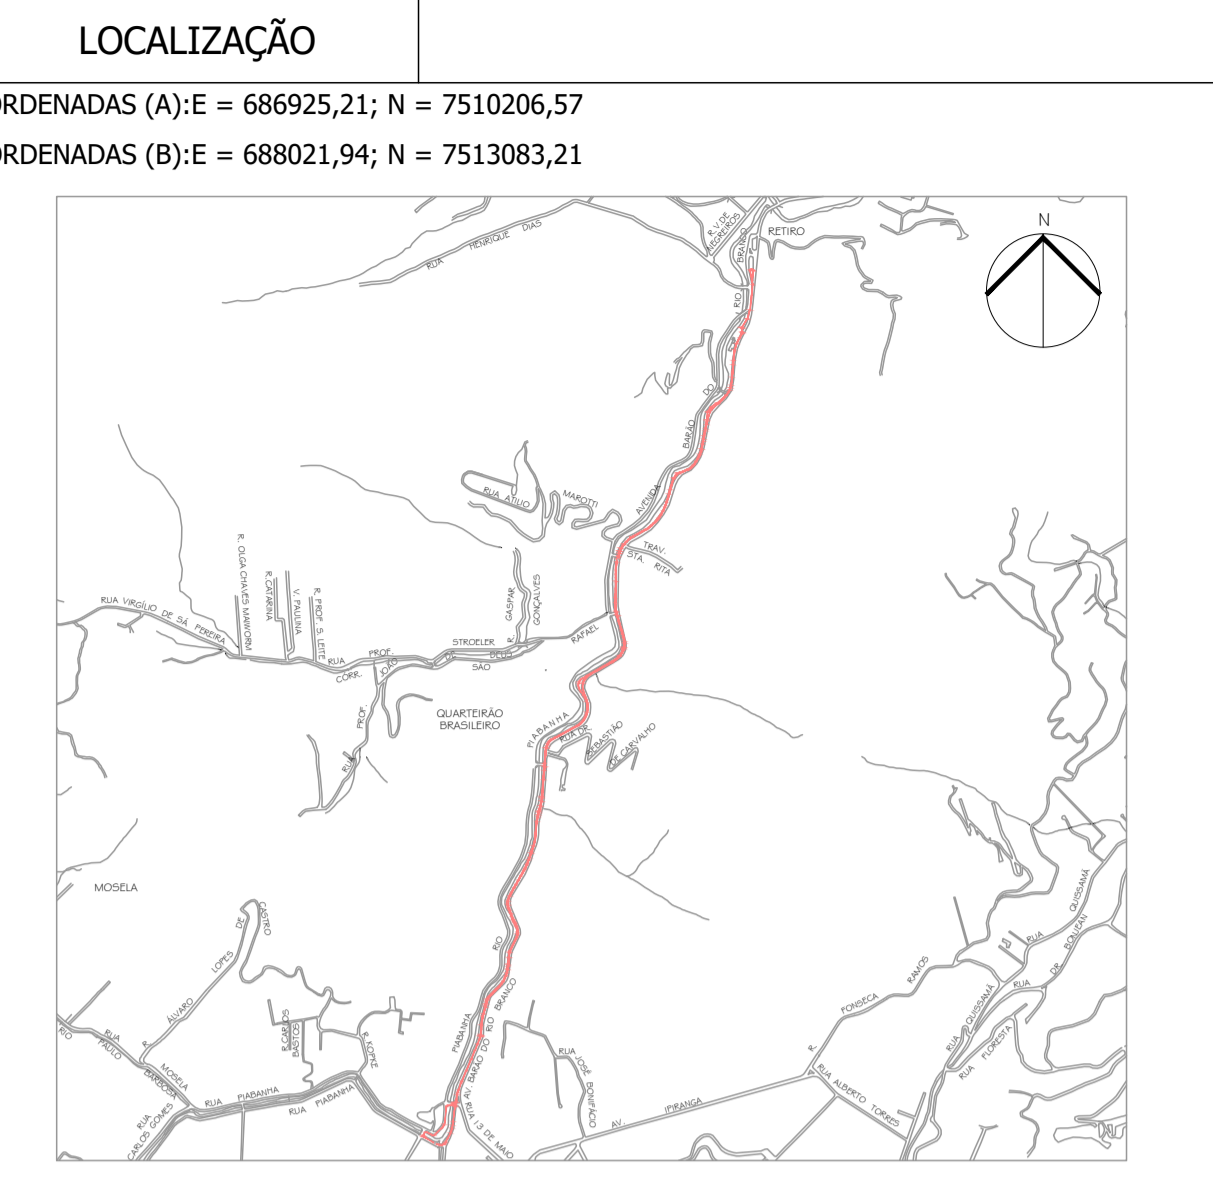 LOCALIZAÇÃO
ORDENADAS (A):E = 686925,21; N = 7510206,57
ORDENADAS (B):E = 688021,94; N = 7513083,21
N
RETIRO
R.V.DE
NEGREIROS
RUA HENRIQUE DIAS
AVENIDA BARÃO DO RIO BRANCO
RUA ATILIO MAROTTI
TRAV.
STA. RITA
R. GASPAR
GONÇALVES
R. OLGA CHAVES MAIWORM
R.CATARINA
V. PAULINA
R. PROF. S. LEITE
RUA VIRGÍLIO DE SÁ PEREIRA
RUA PROF. STROELER
RAFAEL
CÓRR. SÃO JOÃO DE DEUS
RUA PROF.
QUARTEIRÃO
BRASILEIRO
PIABANHA
RUA DR.
SEBASTIÃO
DE CARVALHO
MOSELA
R. ÁLVARO LOPES DE CASTRO
RIO
RIO
PIABANHA
AV. BARÃO DO RIO BRANCO
RUA 13 DE MAIO
R.CARLOS
BASTOS
R. KOPKE
RUA
PAULO
BARBOSA
MOSELA
RUA PIABANHA
RUA PIABANHA
RUA
CARLOS GOMES
RUA JOSÉ BONIFÁCIO
AV. IPIRANGA
R. FONSECA RAMOS
RUA ALBERTO TORRES
RUA QUISSAMÃ
RUA QUISSAMÃ
RUA DR BONJEAN
RUA FLORESTA